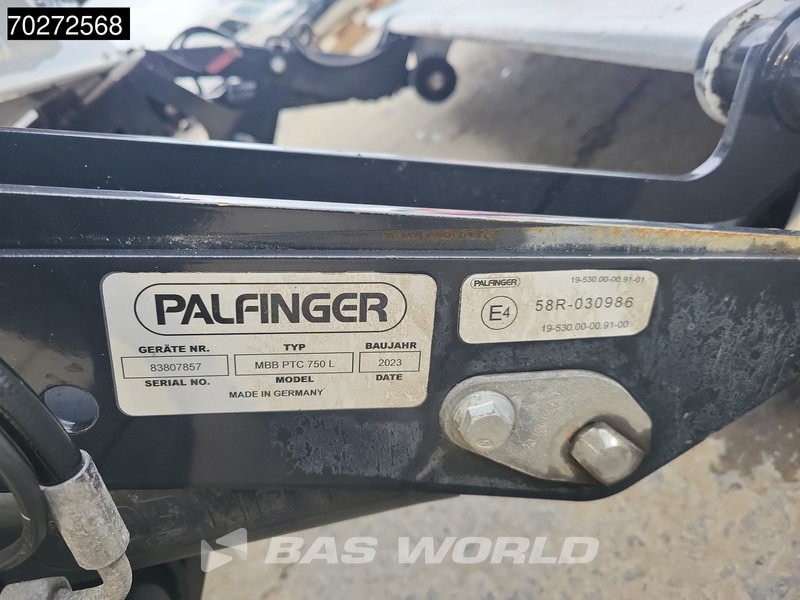 70272568
PALFINGER
GERÄTE NR. TYP BAUJAHR
83807857 MBB PTC 750 L 2023
SERIAL NO. MODEL DATE
MADE IN GERMANY
PALFINGER 19-530.00-00.91-01
E4 58R-030986
19-530.00-00.91-00
BAS WORLD